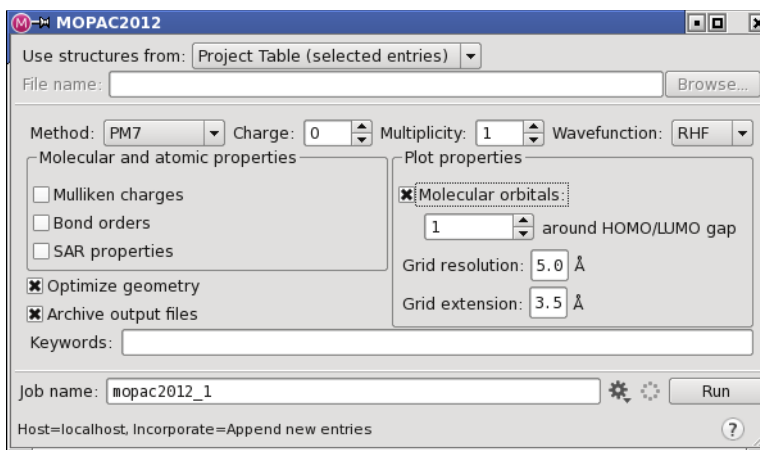 MOPAC2012
Use structures from: Project Table (selected entries)
File name: Browse...
Method: PM7 Charge: 0 Multiplicity: 1 Wavefunction: RHF
Molecular and atomic properties
Mulliken charges
Bond orders
SAR properties
Optimize geometry
Archive output files
Plot properties
Molecular orbitals:
1 around HOMO/LUMO gap
Grid resolution: 5.0 Å
Grid extension: 3.5 Å
Keywords:
Job name: mopac2012_1 Run
Host=localhost, Incorporate=Append new entries ?